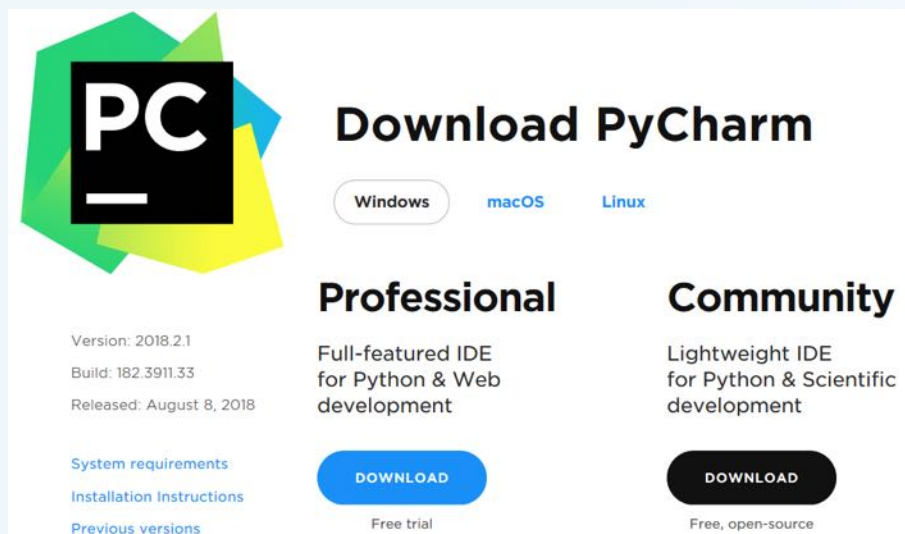 PC
Download PyCharm
Windows macOS Linux
Version: 2018.2.1
Build: 182.3911.33
Released: August 8, 2018
System requirements
Installation Instructions
Previous versions
Professional
Full-featured IDE
for Python & Web
development
DOWNLOAD
Free trial
Community
Lightweight IDE
for Python & Scientific
development
DOWNLOAD
Free, open-source